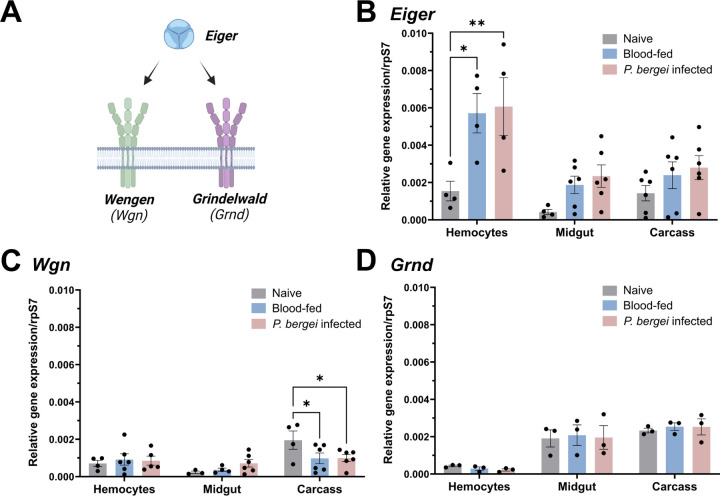 A
Eiger
Wengen
(Wgn)
Grindelwald
(Grnd)
B
Eiger
Relative gene expression/rpS7
0.010
0.008
0.006
0.004
0.002
0.000
*
**
Naive
Blood-fed
P. bergei infected
Hemocytes
Midgut
Carcass
C
Wgn
Relative gene expression/rpS7
0.010
0.008
0.006
0.004
0.002
0.000
Naive
Blood-fed
P. bergei infected
*
*
Hemocytes
Midgut
Carcass
D
Grnd
Relative gene expression/rpS7
0.010
0.008
0.006
0.004
0.002
0.000
Naive
Blood-fed
P. bergei infected
Hemocytes
Midgut
Carcass